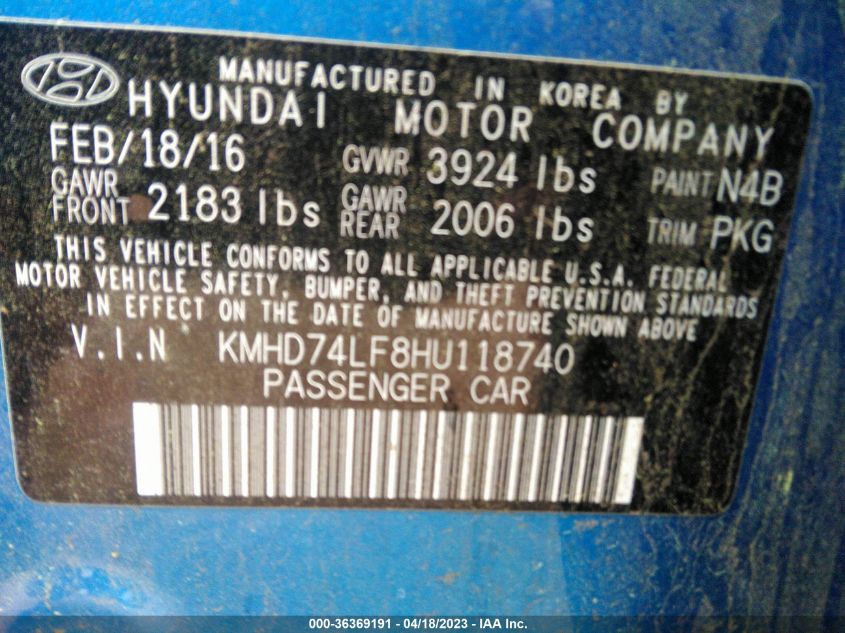 MANUFACTURED IN KOREA BY
HYUNDAI MOTOR COMPANY
FEB/18/16 GVWR 3924 lbs PAINT N4B
GAWR FRONT 2183 lbs GAWR REAR 2006 lbs TRIM PKG
THIS VEHICLE CONFORMS TO ALL APPLICABLE U.S.A. FEDERAL
MOTOR VEHICLE SAFETY, BUMPER, AND THEFT PREVENTION STANDARDS
IN EFFECT ON THE DATE OF MANUFACTURE SHOWN ABOVE
V.I.N KMHD74LF8HU118740
PASSENGER CAR
000-36369191 - 04/18/2023 - IAA Inc.